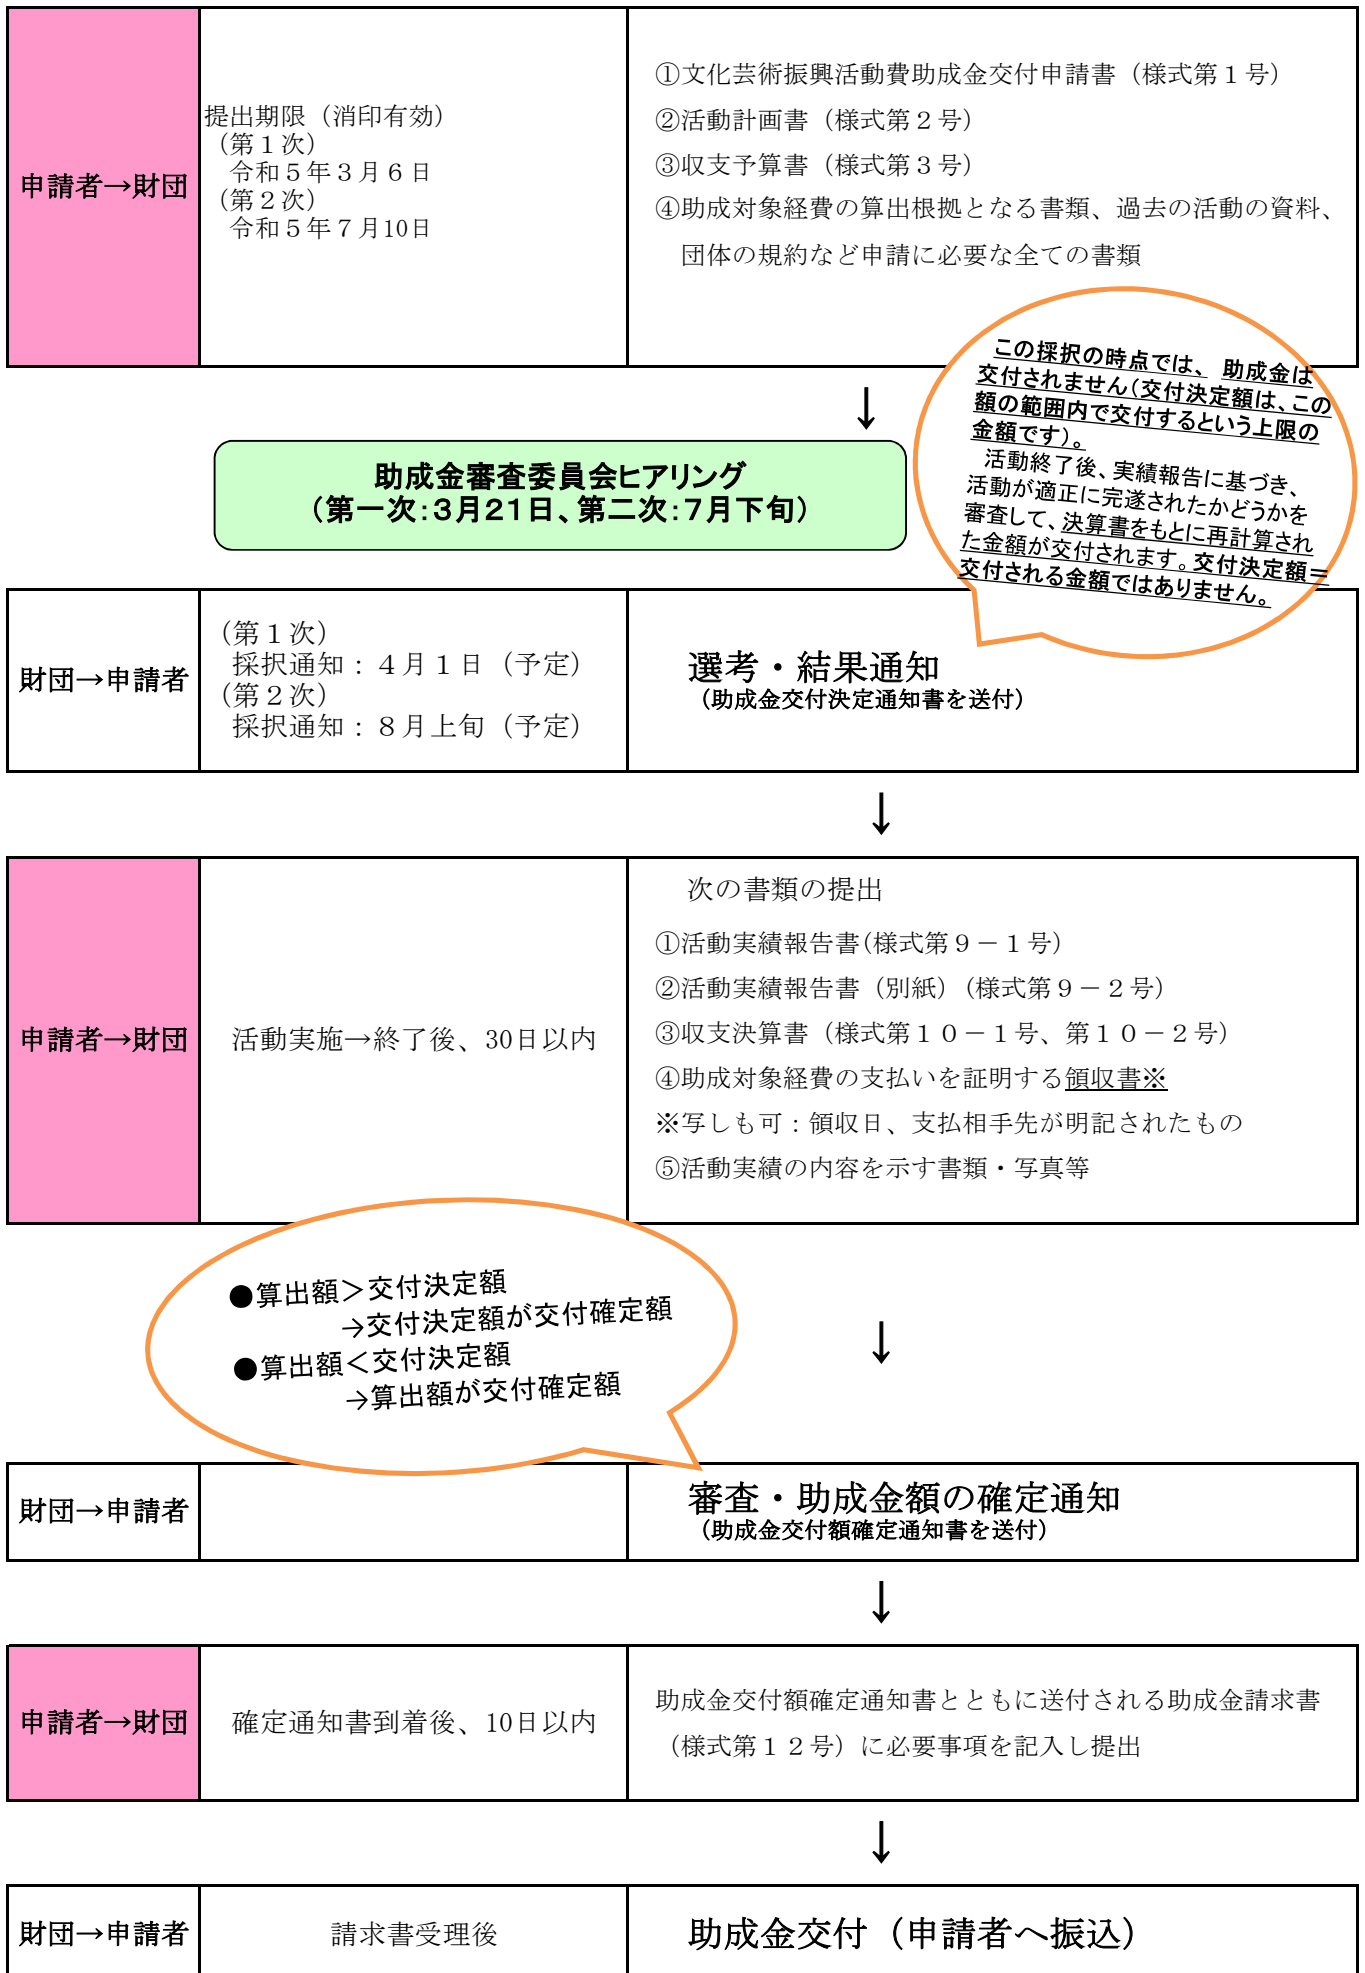 申請者→財団
提出期限（消印有効）
（第１次）
令和５年３月６日
（第２次）
令和５年７月10日
①文化芸術振興活動費助成金交付申請書（様式第１号）
②活動計画書（様式第２号）
③収支予算書（様式第３号）
④助成対象経費の算出根拠となる書類、過去の活動の資料、
団体の規約など申請に必要な全ての書類
この採択の時点では、 助成金は
交付されません（交付決定額は、この
額の範囲内で交付するという上限の
金額です）。
活動終了後、実績報告に基づき、
活動が適正に完遂されたかどうかを
審査して、決算書をもとに再計算され
た金額が交付されます。交付決定額＝
交付される金額ではありません。
↓
助成金審査委員会ヒアリング
（第一次：３月２１日、第二次：７月下旬）
財団→申請者
（第１次）
採択通知：４月１日（予定）
（第２次）
採択通知：８月上旬（予定）
選考・結果通知
（助成金交付決定通知書を送付）
↓
申請者→財団
活動実施→終了後、30日以内
次の書類の提出
①活動実績報告書(様式第９－１号）
②活動実績報告書（別紙）(様式第９－２号）
③収支決算書（様式第１０－１号、第１０－２号）
④助成対象経費の支払いを証明する領収書※
※写しも可：領収日、支払相手先が明記されたもの
⑤活動実績の内容を示す書類・写真等
●算出額＞交付決定額
→交付決定額が交付確定額
●算出額＜交付決定額
→算出額が交付確定額
↓
財団→申請者
審査・助成金額の確定通知
（助成金交付額確定通知書を送付）
↓
申請者→財団
確定通知書到着後、10日以内
助成金交付額確定通知書とともに送付される助成金請求書
（様式第１２号）に必要事項を記入し提出
↓
財団→申請者
請求書受理後
助成金交付（申請者へ振込）